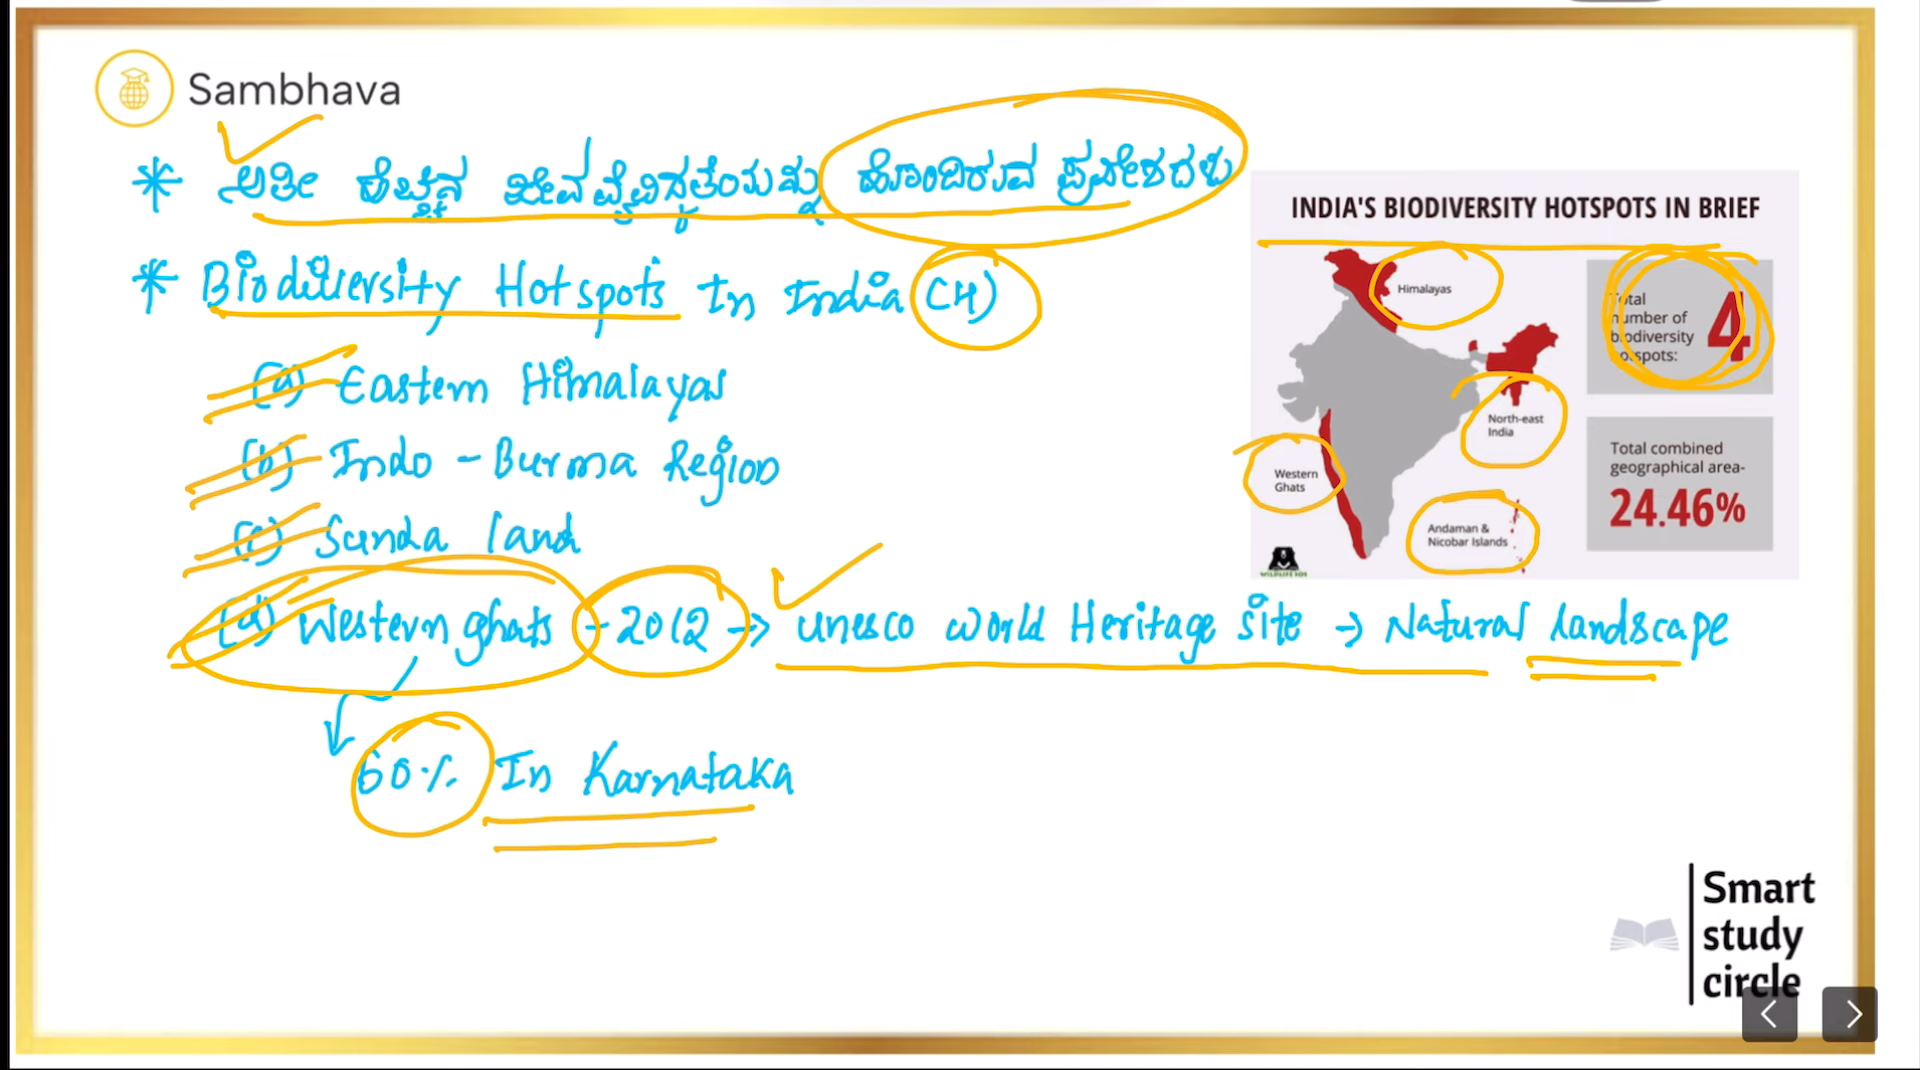 Sambhava
* ಅತೀ ಹೆಚ್ಚಿನ ಜೀವವೈವಿಧ್ಯತೆಯನ್ನು ಹೊಂದಿರುವ ಪ್ರದೇಶಗಳು
* Biodiversity Hotspots In India (4)
(a) Eastern Himalayas
(b) Indo - Burma Region
(c) Sunda land
(d) Western ghats - 2012 → Unesco World Heritage Site → Natural landscape
60% In Karnataka
INDIA'S BIODIVERSITY HOTSPOTS IN BRIEF
Himalayas
Total
number of
biodiversity
hotspots:
4
North-east
India
Western
Ghats
Total combined
geographical area-
24.46%
Andaman &
Nicobar Islands
WILDLIFE SOS
Smart
study
circle